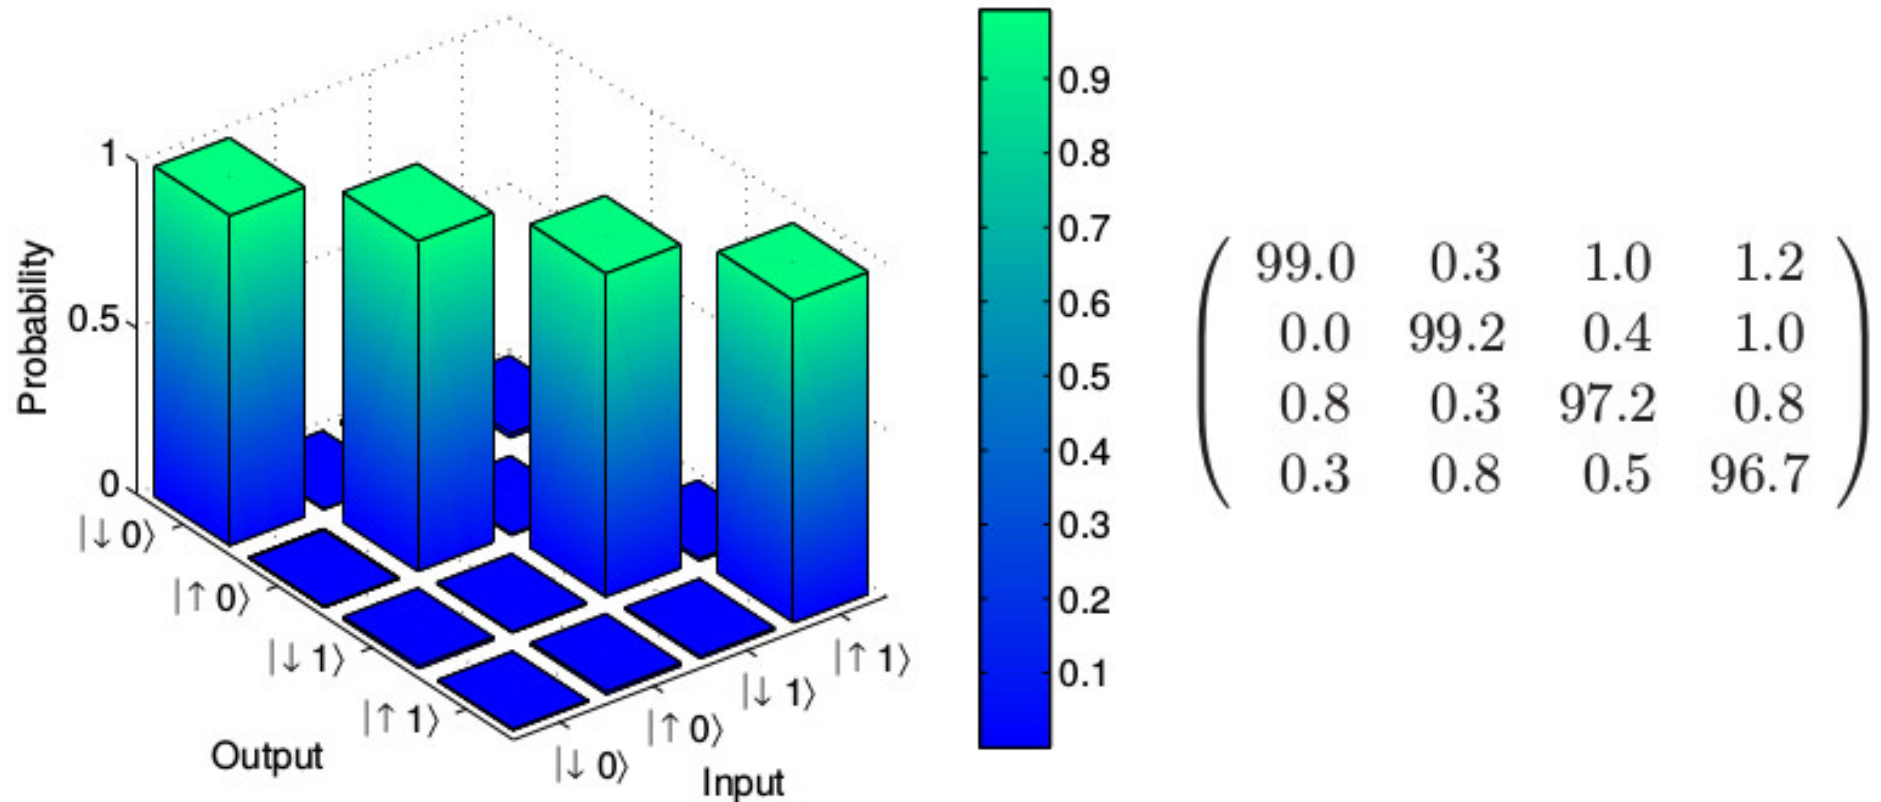 Probability
1
0.5
0
|↓ 0⟩
|↑ 0⟩
|↓ 1⟩
|↑ 1⟩
Output
|↓ 0⟩
|↑ 0⟩
|↓ 1⟩
|↑ 1⟩
Input
0.9
0.8
0.7
0.6
0.5
0.4
0.3
0.2
0.1
99.0 0.3 1.0 1.2
0.0 99.2 0.4 1.0
0.8 0.3 97.2 0.8
0.3 0.8 0.5 96.7